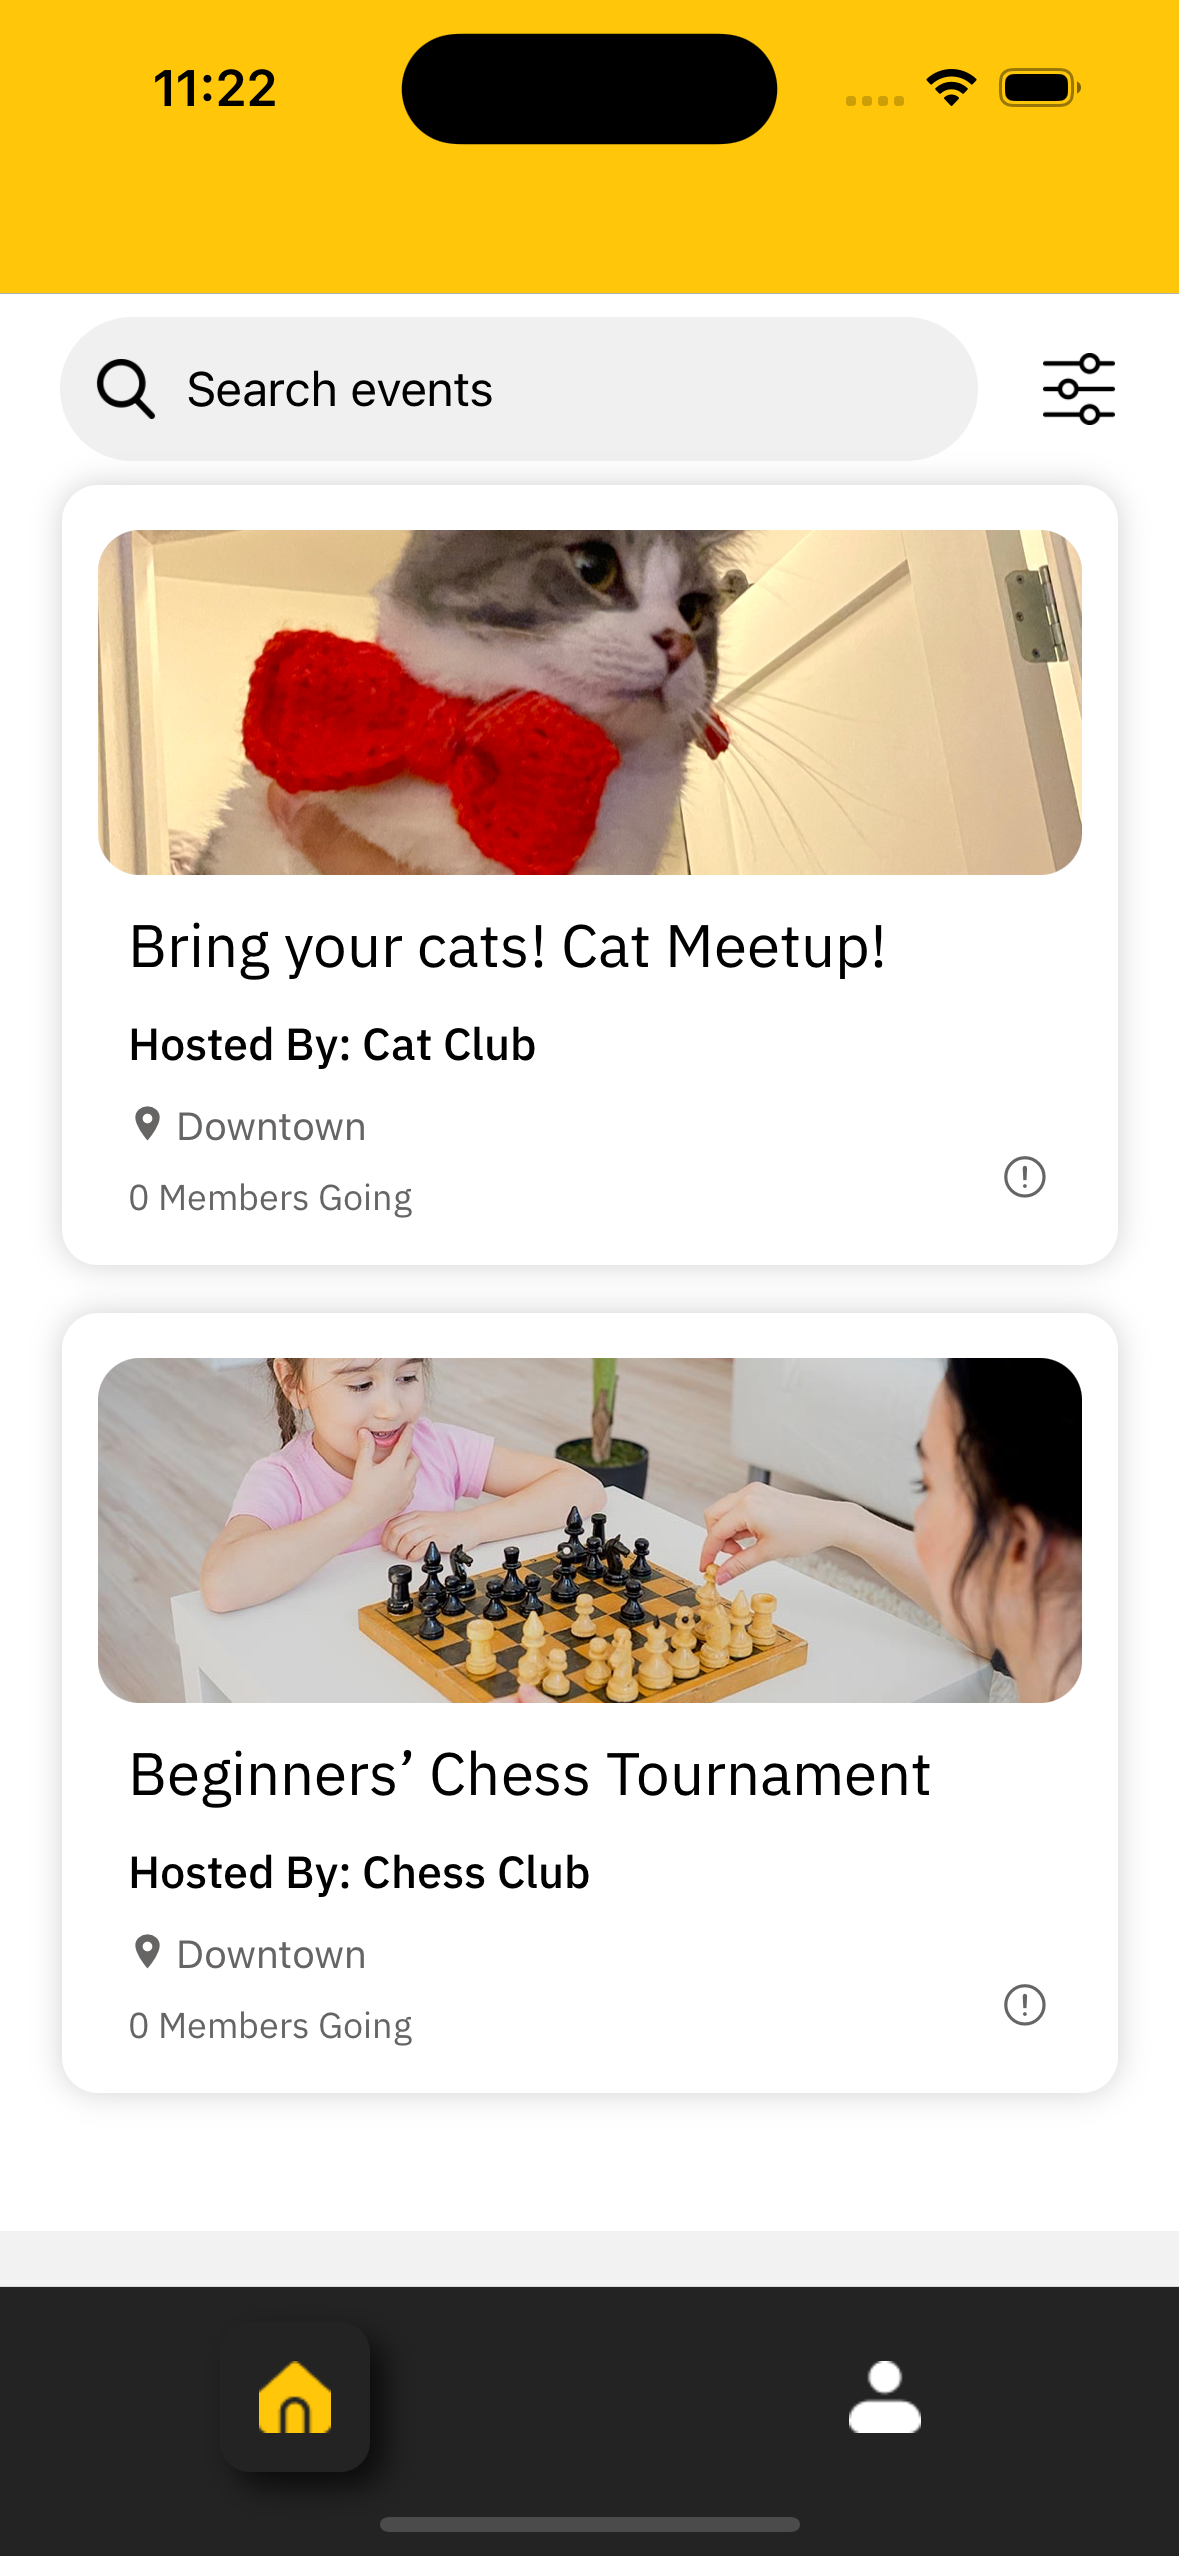 11:22
Search events
Bring your cats! Cat Meetup!
Hosted By: Cat Club
Downtown
0 Members Going
Beginners’ Chess Tournament
Hosted By: Chess Club
Downtown
0 Members Going